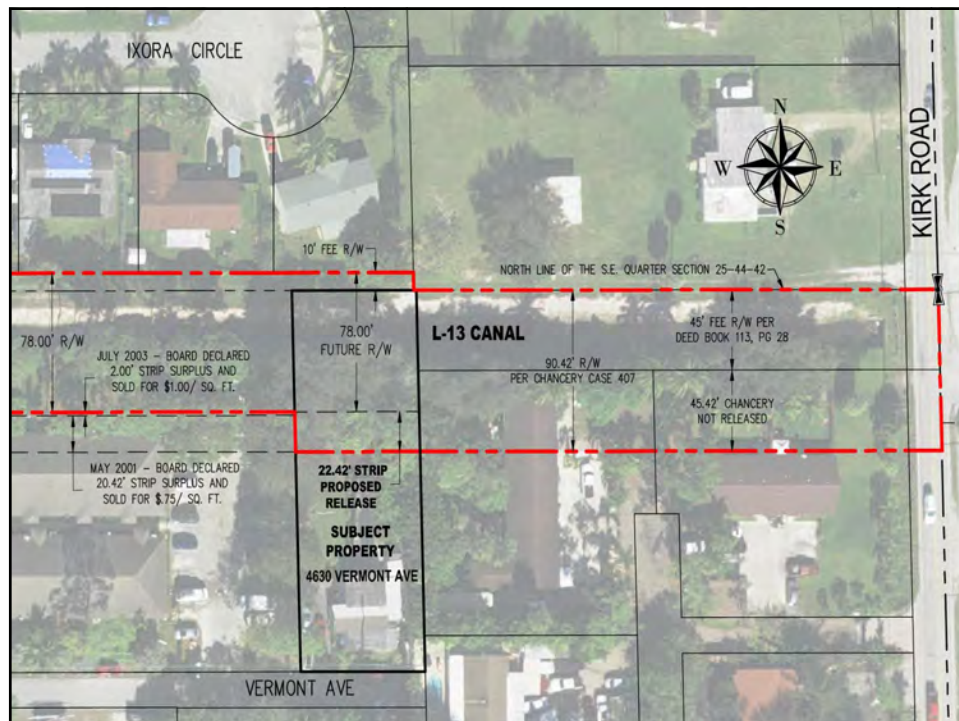 IXORA CIRCLE
N
W
E
S
KIRK ROAD
10' FEE R/W
NORTH LINE OF THE S.E. QUARTER SECTION 25-44-42
78.00' R/W
78.00'
FUTURE R/W
L-13 CANAL
45' FEE R/W PER
DEED BOOK 113, PG 28
90.42' R/W
PER CHANCERY CASE 407
JULY 2003 – BOARD DECLARED
2.00' STRIP SURPLUS AND
SOLD FOR $1.00/ SQ. FT.
45.42' CHANCERY
NOT RELEASED
MAY 2001 – BOARD DECLARED
20.42' STRIP SURPLUS AND
SOLD FOR $.75/ SQ. FT.
22.42' STRIP
PROPOSED
RELEASE
SUBJECT
PROPERTY
4630 VERMONT AVE
VERMONT AVE